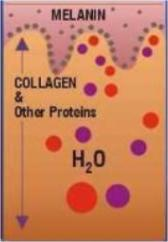 MELANIN
COLLAGEN
&
Other Proteins
H₂O